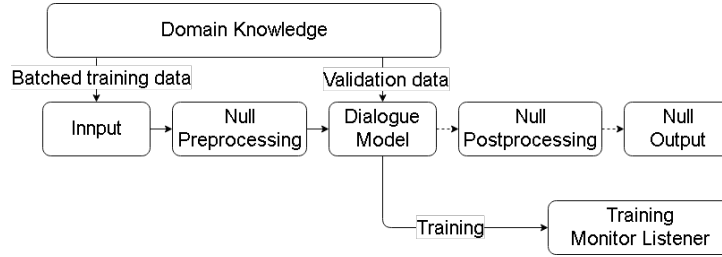 Domain Knowledge
Batched training data
Validation data
Innput
Null
Preprocessing
Dialogue
Model
Null
Postprocessing
Null
Output
Training
Training
Monitor Listener